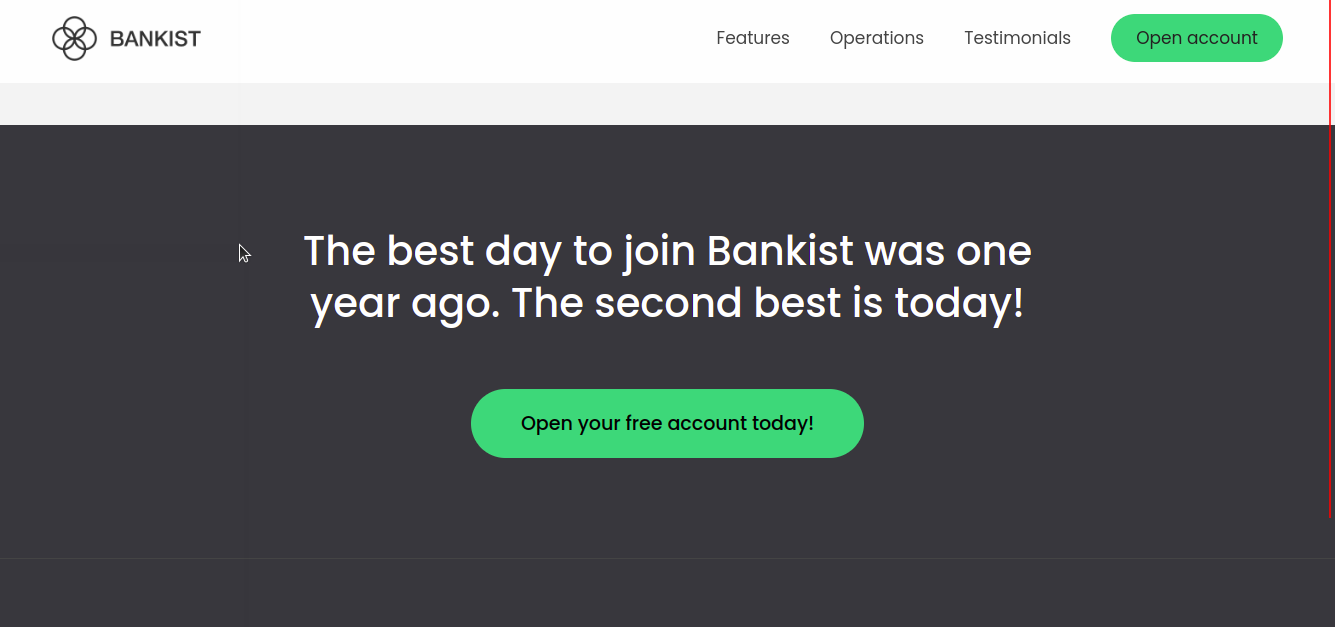 BANKIST
Features
Operations
Testimonials
Open account
The best day to join Bankist was one
year ago. The second best is today!
Open your free account today!